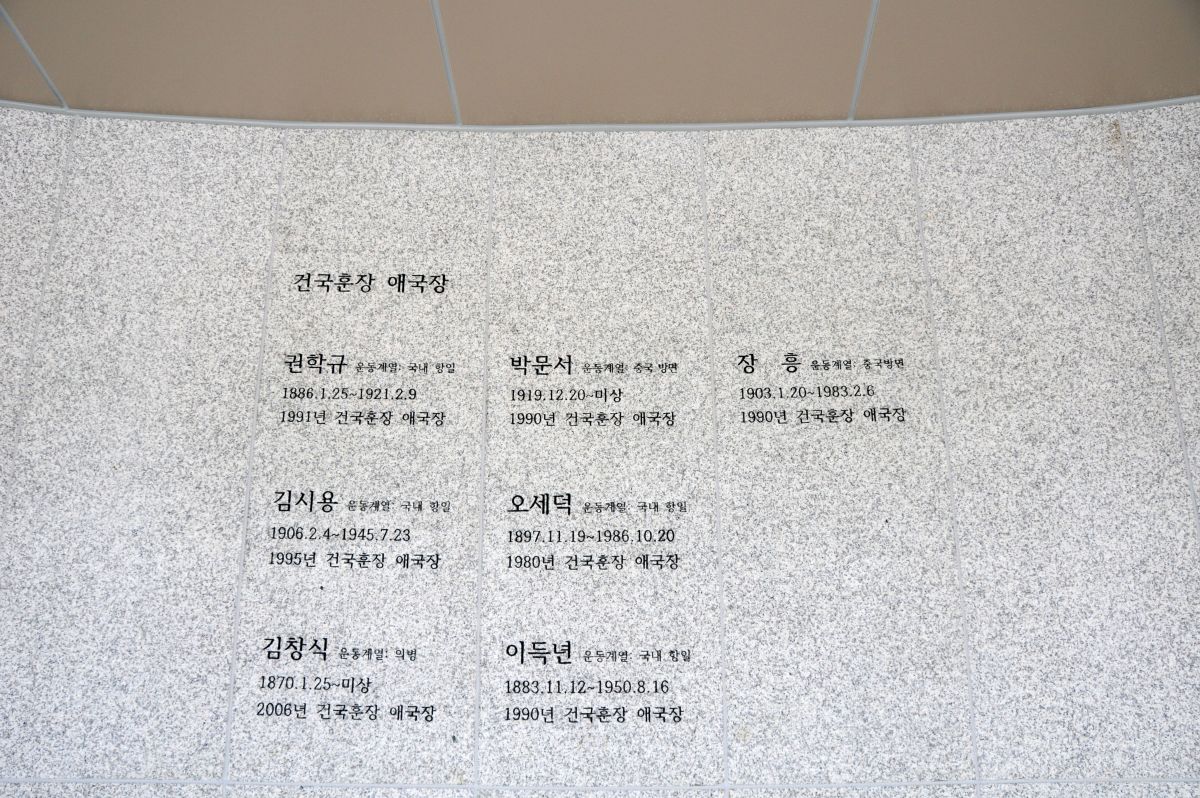 건국훈장 애국장
권학규 운동계열: 국내 항일
1886.1.25~1921.2.9
1991년 건국훈장 애국장
김시용 운동계열: 국내 항일
1906.2.4~1945.7.23
1995년 건국훈장 애국장
김창식 운동계열: 의병
1870.1.25~미상
2006년 건국훈장 애국장
박문서 운동계열: 중국 방면
1919.12.20~미상
1990년 건국훈장 애국장
오세덕 운동계열: 국내 항일
1897.11.19~1986.10.20
1980년 건국훈장 애국장
이득년 운동계열: 국내 항일
1883.11.12~1950.8.16
1990년 건국훈장 애국장
장 흥 운동계열: 중국방면
1903.1.20~1983.2.6
1990년 건국훈장 애국장